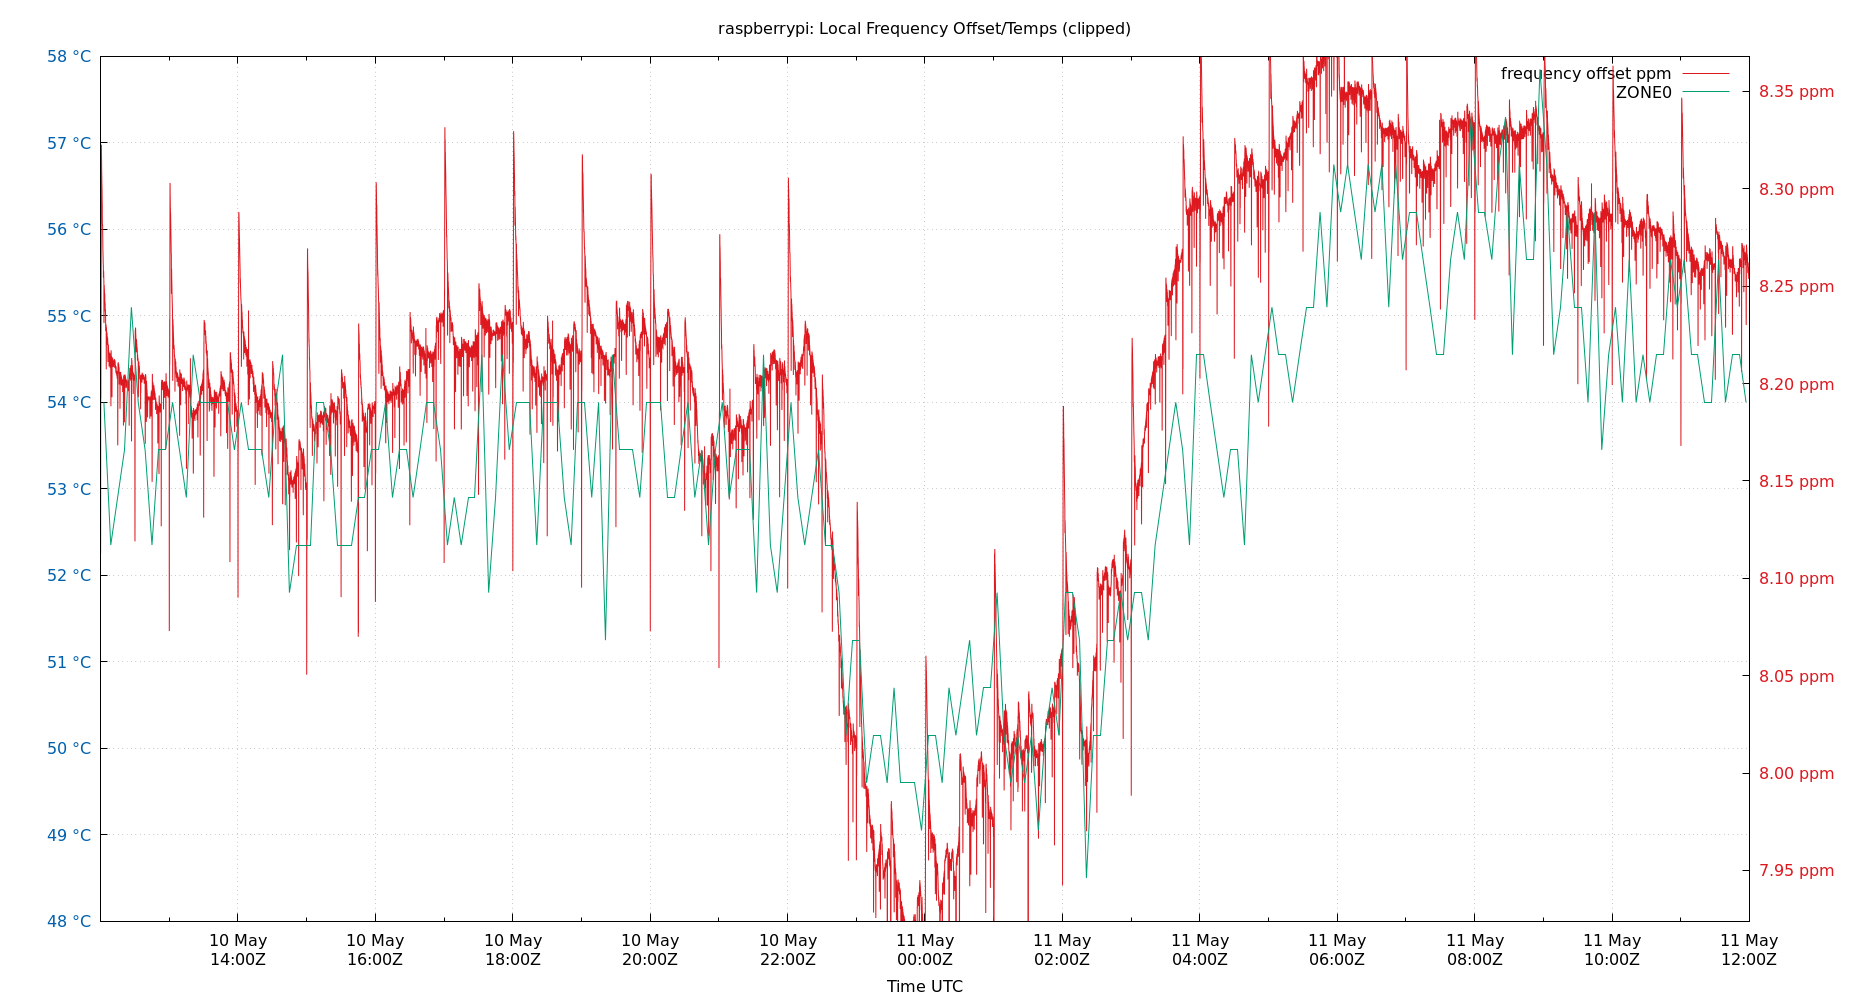 raspberrypi: Local Frequency Offset/Temps (clipped)
58 °C
57 °C
56 °C
55 °C
54 °C
53 °C
52 °C
51 °C
50 °C
49 °C
48 °C
frequency offset ppm
ZONE0
8.35 ppm
8.30 ppm
8.25 ppm
8.20 ppm
8.15 ppm
8.10 ppm
8.05 ppm
8.00 ppm
7.95 ppm
10 May
14:00Z
10 May
16:00Z
10 May
18:00Z
10 May
20:00Z
10 May
22:00Z
11 May
00:00Z
11 May
02:00Z
11 May
04:00Z
11 May
06:00Z
11 May
08:00Z
11 May
10:00Z
11 May
12:00Z
Time UTC